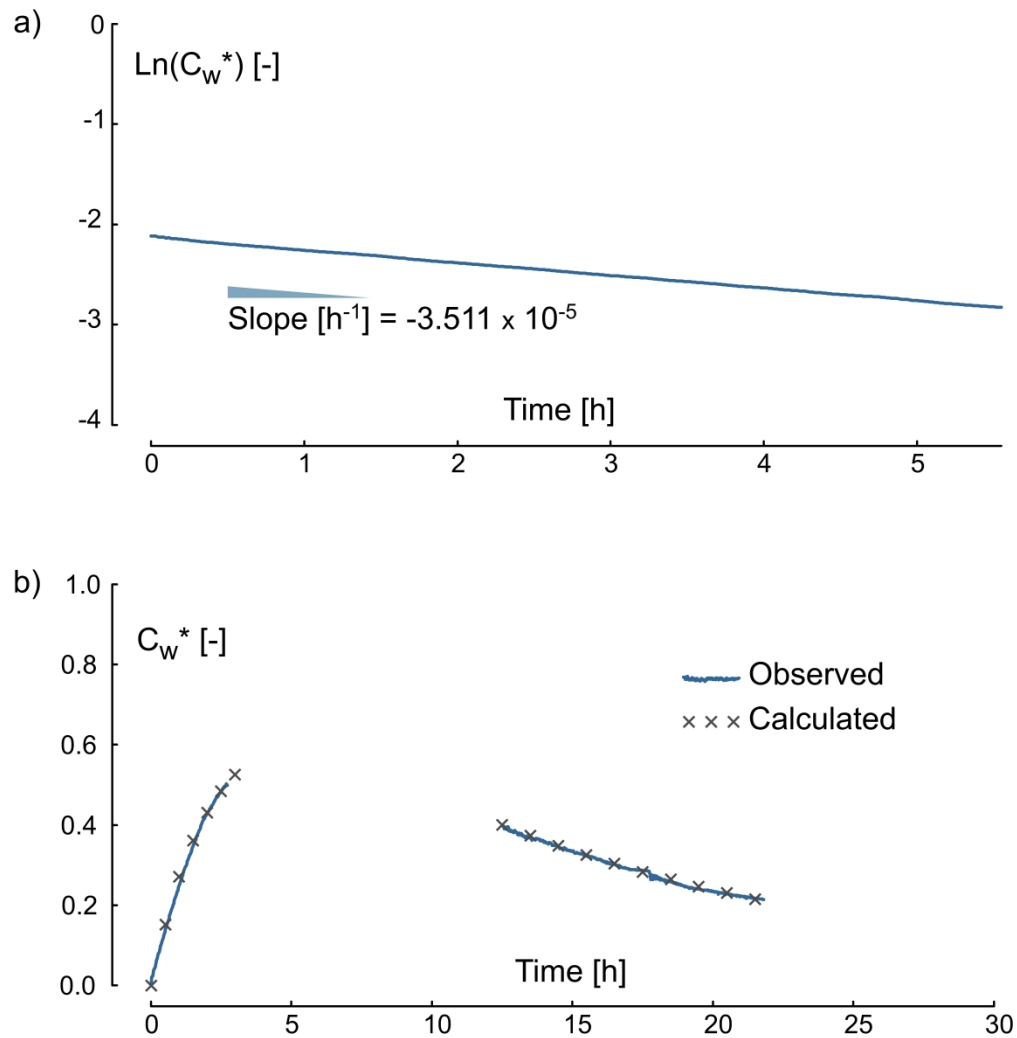 a)
0
Ln(Cw*) [-]
-1
-2
-3
Slope [h-1] = -3.511 x 10-5
Time [h]
-4
0 1 2 3 4 5
b)
1.0
Cw* [-]
0.8
Observed
Calculated
0.6
0.4
0.2
Time [h]
0.0
0 5 10 15 20 25 30